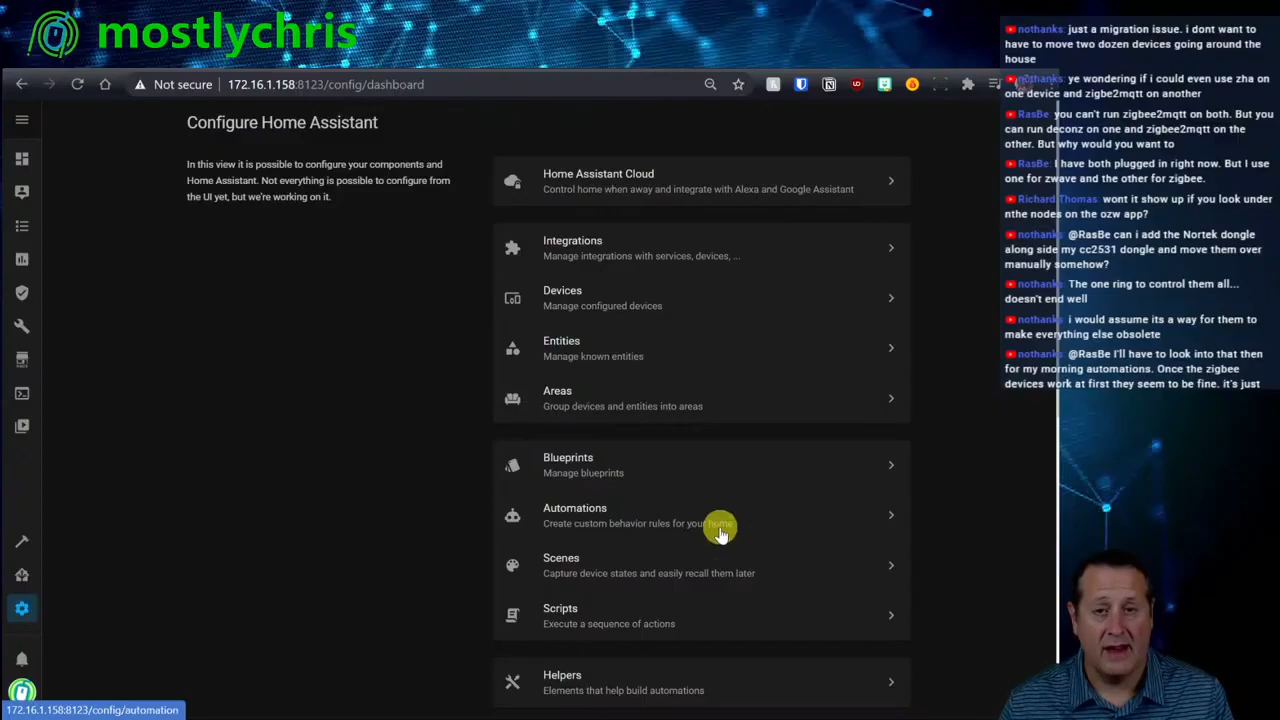 mostlychris
Not secure
172.16.1.158:8123/config/dashboard
Configure Home Assistant
In this view it is possible to configure your components and
Home Assistant. Not everything is possible to configure from
the UI yet, but we're working on it.
Home Assistant Cloud
Control home when away and integrate with Alexa and Google Assistant
Integrations
Manage integrations with services, devices, ...
Devices
Manage configured devices
Entities
Manage known entities
Areas
Group devices and entities into areas
Blueprints
Manage blueprints
Automations
Create custom behavior rules for your home
Scenes
Capture device states and easily recall them later
Scripts
Execute a sequence of actions
Helpers
Elements that help build automations
172.16.1.158:8123/config/automation
nothanks: just a migration issue. i dont want to
have to move two dozen devices going around the
house
nothanks: ye wondering if i could even use zha on
one device and zigbe2mqtt on another
RasBe: you can't run zigbee2mqtt on both. But you
can run deconz on one and zigbee2mqtt on the
other. But why would you want to
RasBe: I have both plugged in right now. But I use
one for zwave and the other for zigbee.
Richard Thomas: wont it show up if you look under
nthe nodes on the ozw app?
nothanks: @RasBe can i add the Nortek dongle
along side my cc2531 dongle and move them over
manually somehow?
nothanks: The one ring to control them all...
doesn't end well
nothanks: i would assume its a way for them to
make everything else obsolete
nothanks: @RasBe I'll have to look into that then
for my morning automations. Once the zigbee
devices work at first they seem to be fine. it's just